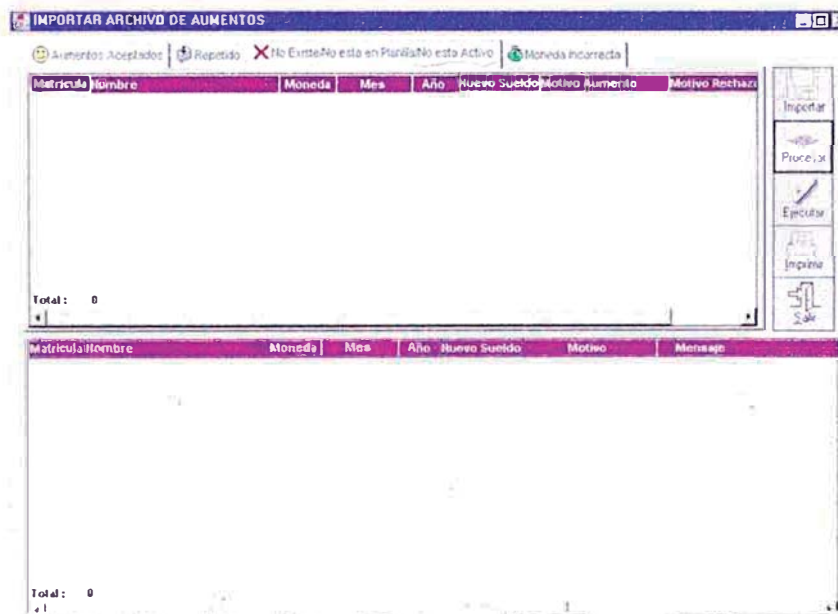 IMPORTAR ARCHIVO DE AUMENTOS
Aumentos Aceptados Repetido No Existe/No esta en Planilla/No esta Activo Moneda Incorrecta
Matrícula Nombre Moneda Mes Año Nuevo Sueldo Motivo Aumento Motivo Rechazo
Importar
Procesar
Ejecutar
Imprimir
Salir
Total: 0
Matrícula Nombre Moneda Mes Año Nuevo Sueldo Motivo Mensaje
Total: 0